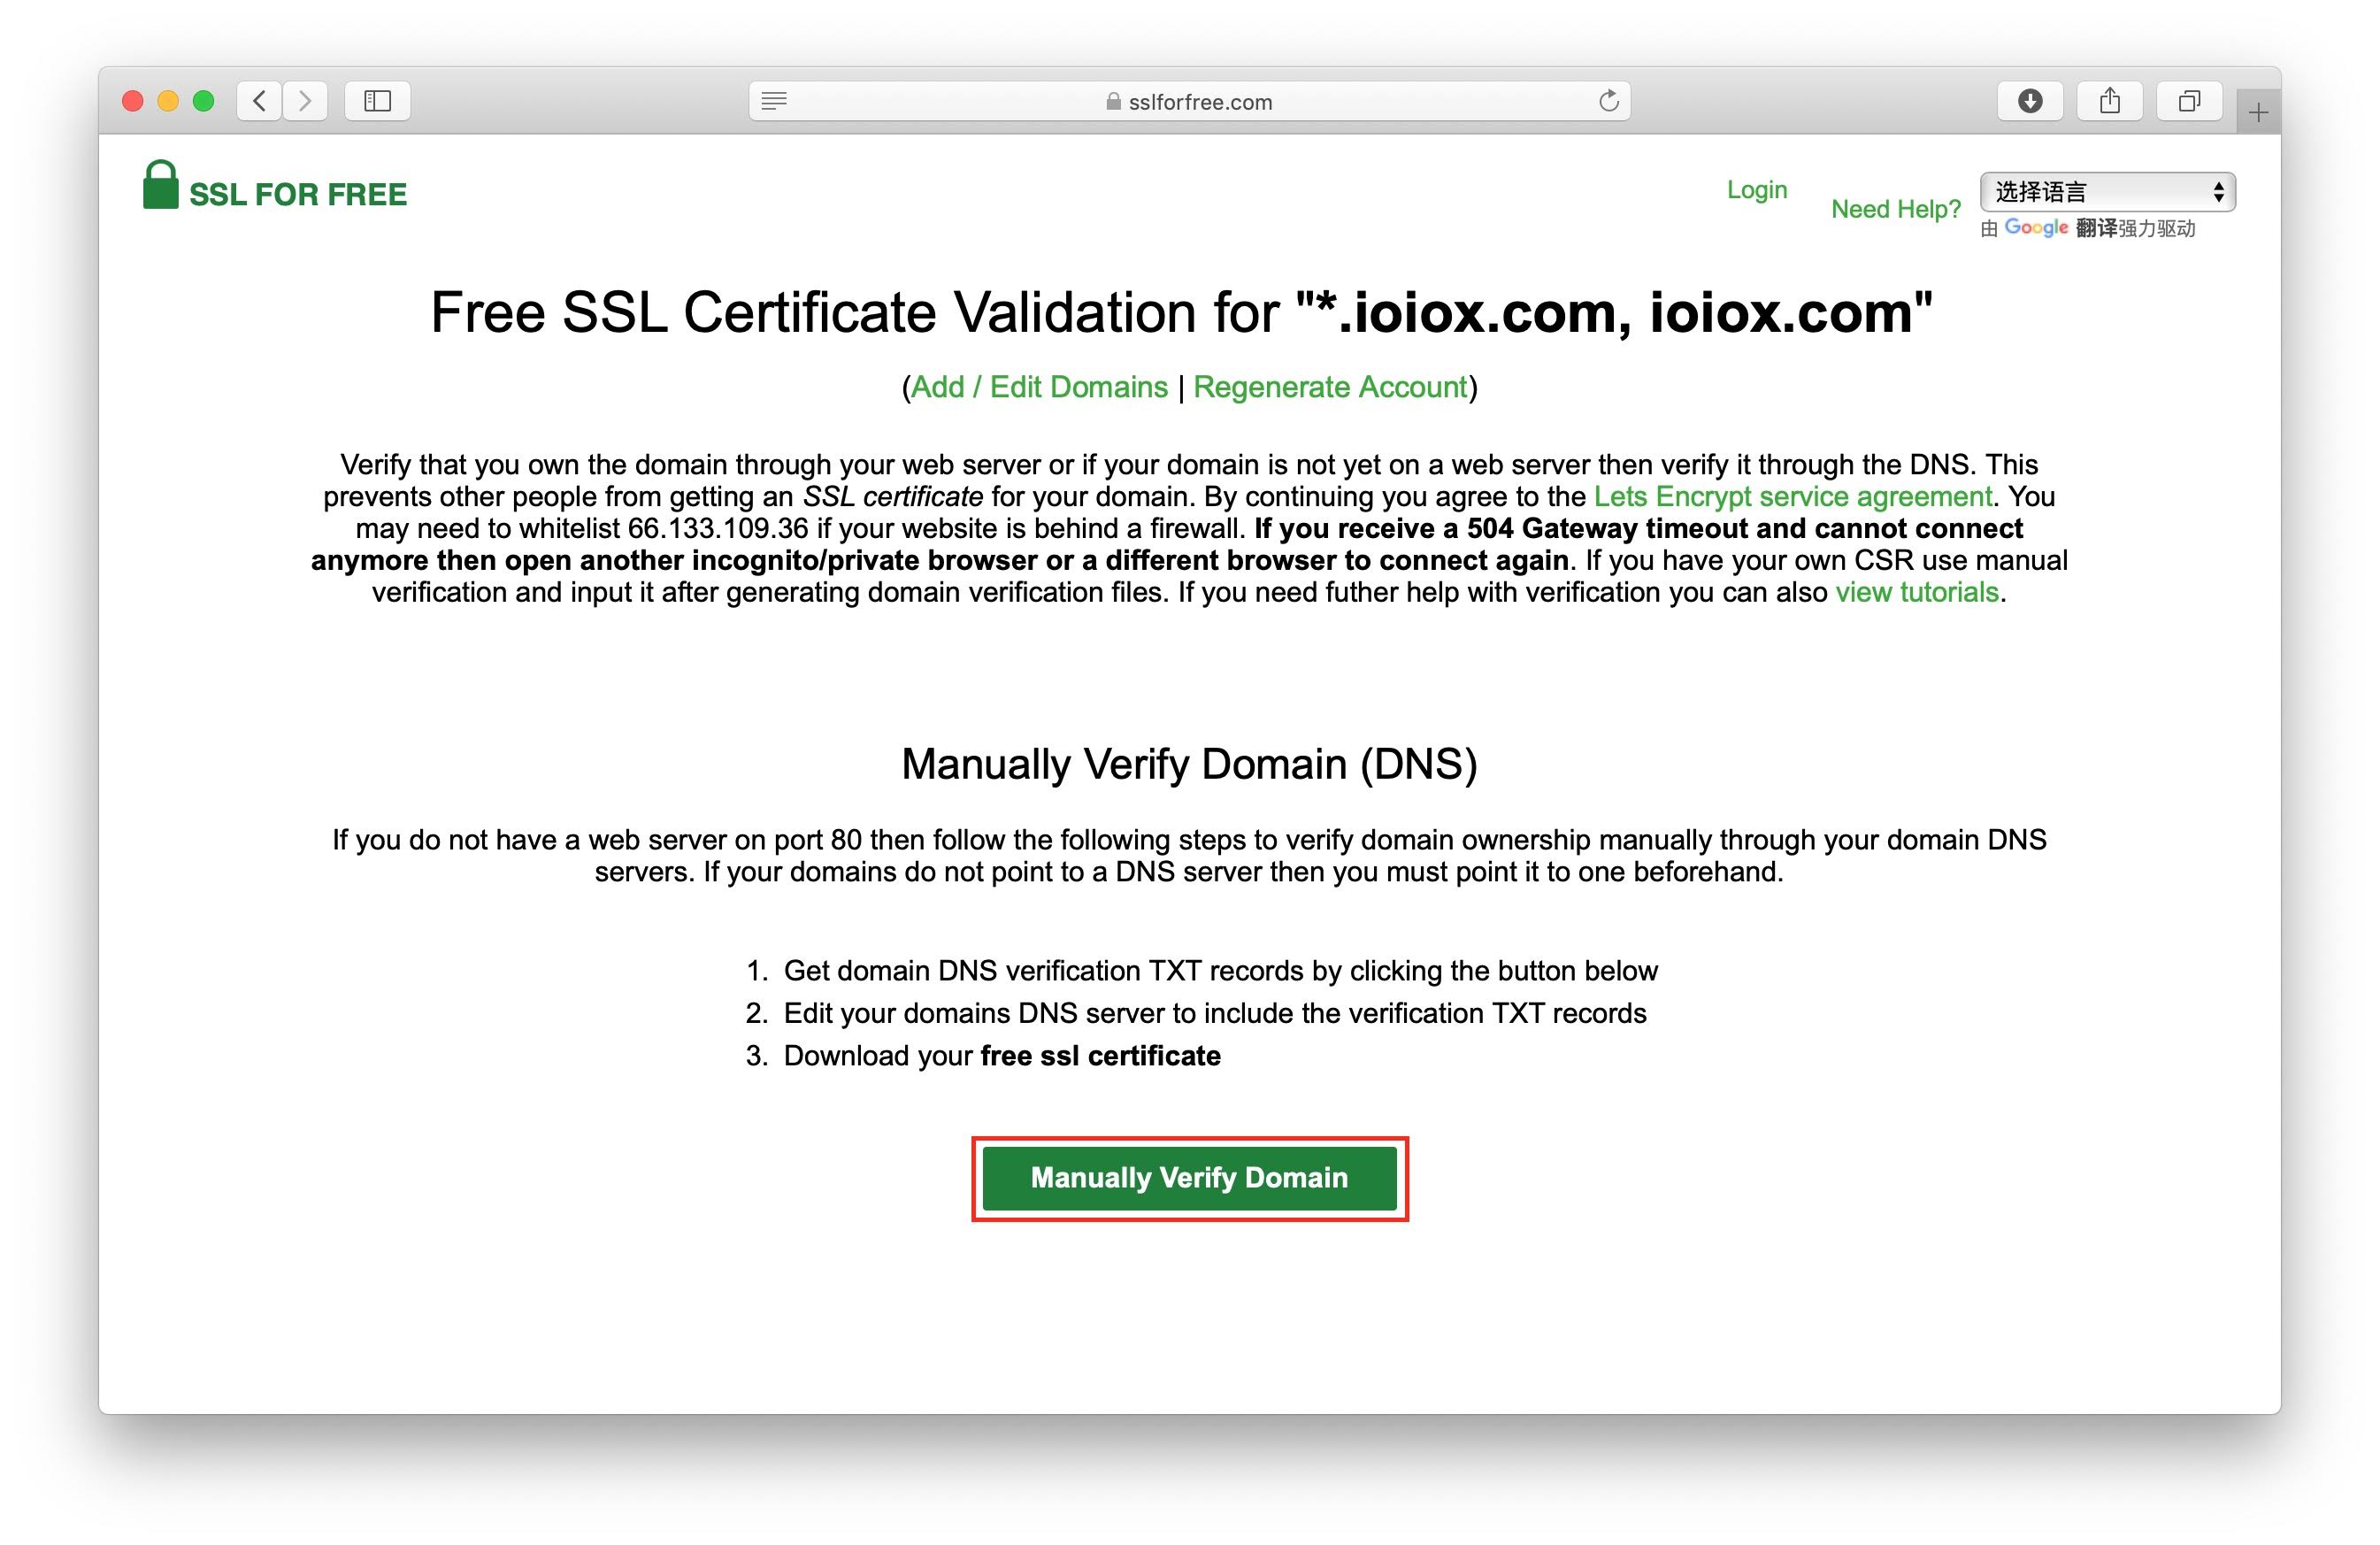 sslforfree.com
SSL FOR FREE
Login
Need Help?
选择语言
由 Google 翻译强力驱动
Free SSL Certificate Validation for "*.ioiox.com, ioiox.com"
(Add / Edit Domains | Regenerate Account)
Verify that you own the domain through your web server or if your domain is not yet on a web server then verify it through the DNS. This
prevents other people from getting an SSL certificate for your domain. By continuing you agree to the Lets Encrypt service agreement. You
may need to whitelist 66.133.109.36 if your website is behind a firewall. If you receive a 504 Gateway timeout and cannot connect
anymore then open another incognito/private browser or a different browser to connect again. If you have your own CSR use manual
verification and input it after generating domain verification files. If you need futher help with verification you can also view tutorials.
Manually Verify Domain (DNS)
If you do not have a web server on port 80 then follow the following steps to verify domain ownership manually through your domain DNS
servers. If your domains do not point to a DNS server then you must point it to one beforehand.
1. Get domain DNS verification TXT records by clicking the button below
2. Edit your domains DNS server to include the verification TXT records
3. Download your free ssl certificate
Manually Verify Domain